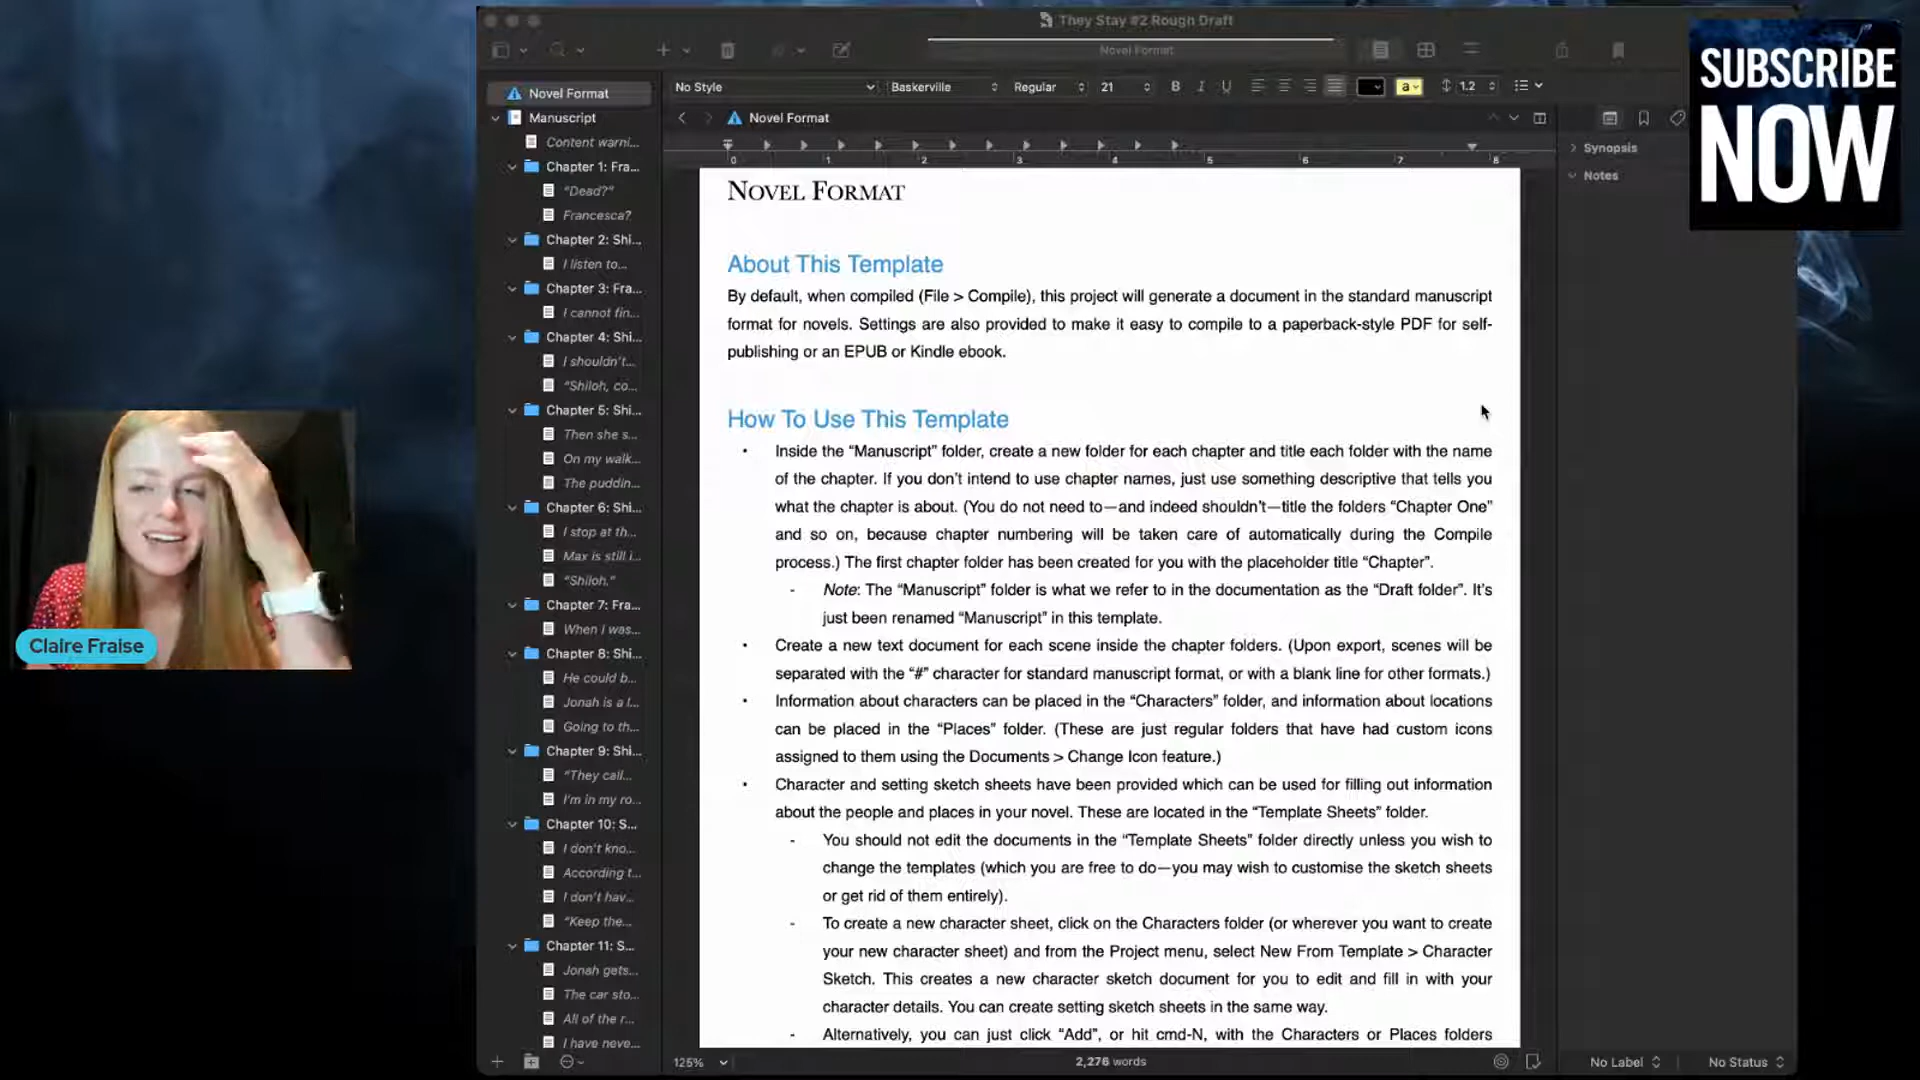 They Stay #2 Rough Draft
Novel Format
SUBSCRIBE
NOW
Novel Format
Manuscript
Content warni...
Chapter 1: Fra...
“Dead?”
Francesca?
Chapter 2: Shi...
I listen to...
Chapter 3: Fra...
I cannot fin...
Chapter 4: Shi...
I shouldn't...
“Shiloh, co...
Chapter 5: Shi...
Then she s...
On my walk...
The puddin...
Chapter 6: Shi...
I stop at th...
Max is still i...
“Shiloh.”
Chapter 7: Fra...
When I was...
Chapter 8: Shi...
He could b...
Jonah is a l...
Going to th...
Chapter 9: Shi...
“They call...
I'm in my ro...
Chapter 10: S...
I don't kno...
According t...
I don't hav...
“Keep the...
Chapter 11: S...
Jonah gets...
The car sto...
All of the r...
I have neve...
No Style
Baskerville
Regular
21
B I U
a
1.2
Novel Format
0 1 2 3 4 5 6 7 8
NOVEL FORMAT
About This Template
By default, when compiled (File > Compile), this project will generate a document in the standard manuscript
format for novels. Settings are also provided to make it easy to compile to a paperback-style PDF for self-
publishing or an EPUB or Kindle ebook.
How To Use This Template
• Inside the “Manuscript” folder, create a new folder for each chapter and title each folder with the name
of the chapter. If you don’t intend to use chapter names, just use something descriptive that tells you
what the chapter is about. (You do not need to—and indeed shouldn’t—title the folders “Chapter One”
and so on, because chapter numbering will be taken care of automatically during the Compile
process.) The first chapter folder has been created for you with the placeholder title “Chapter”.
- Note: The “Manuscript” folder is what we refer to in the documentation as the “Draft folder”. It’s
just been renamed “Manuscript” in this template.
• Create a new text document for each scene inside the chapter folders. (Upon export, scenes will be
separated with the “#” character for standard manuscript format, or with a blank line for other formats.)
• Information about characters can be placed in the “Characters” folder, and information about locations
can be placed in the “Places” folder. (These are just regular folders that have had custom icons
assigned to them using the Documents > Change Icon feature.)
• Character and setting sketch sheets have been provided which can be used for filling out information
about the people and places in your novel. These are located in the “Template Sheets” folder.
- You should not edit the documents in the “Template Sheets” folder directly unless you wish to
change the templates (which you are free to do—you may wish to customise the sketch sheets
or get rid of them entirely).
- To create a new character sheet, click on the Characters folder (or wherever you want to create
your new character sheet) and from the Project menu, select New From Template > Character
Sketch. This creates a new character sketch document for you to edit and fill in with your
character details. You can create setting sketch sheets in the same way.
- Alternatively, you can just click “Add”, or hit cmd-N, with the Characters or Places folders
125%
2,276 words
Synopsis
Notes
No Label
No Status
Claire Fraise